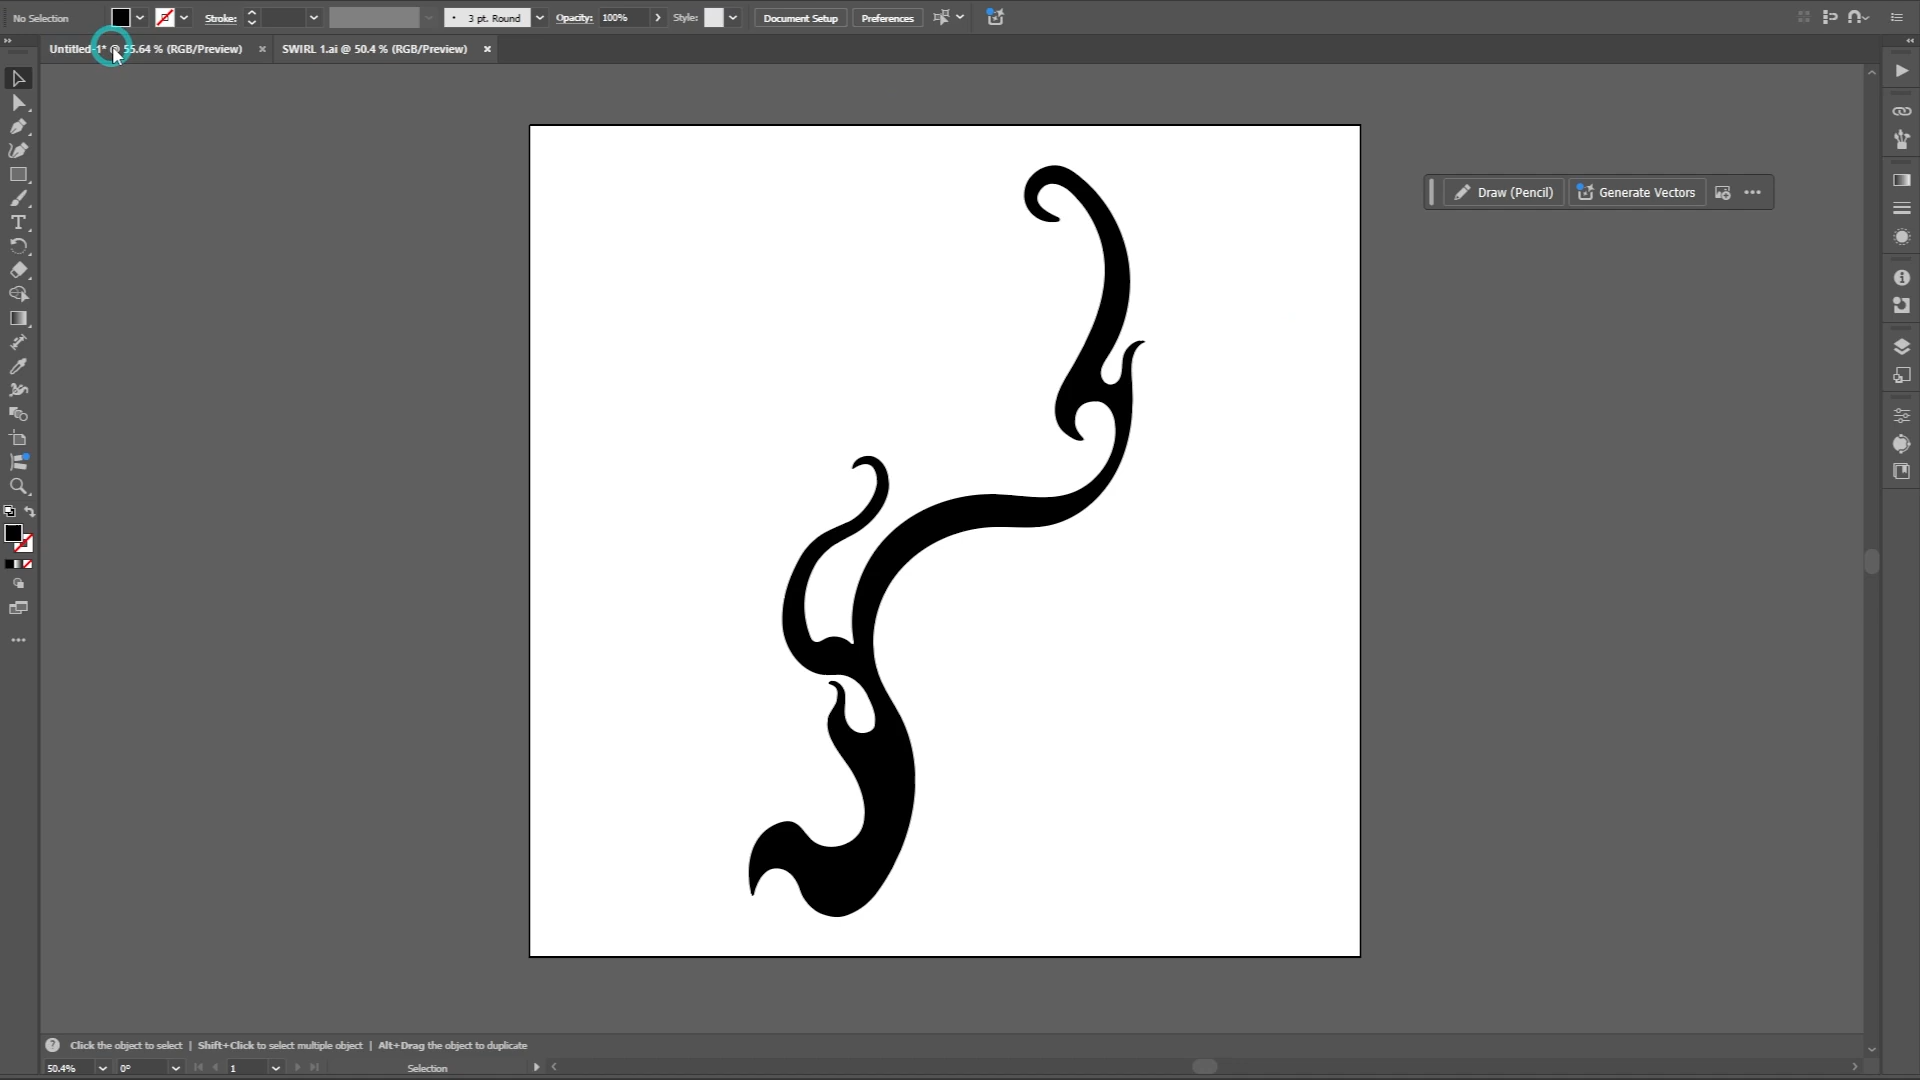 No Selection Stroke: 3 pt. Round Opacity: 100% Style: Document Setup Preferences
Untitled-1* @ 55.64 % (RGB/Preview) SWIRL 1.ai @ 50.4 % (RGB/Preview)
Draw (Pencil) Generate Vectors
Click the object to select | Shift+Click to select multiple object | Alt+Drag the object to duplicate
50.4% 0° 1 Selection